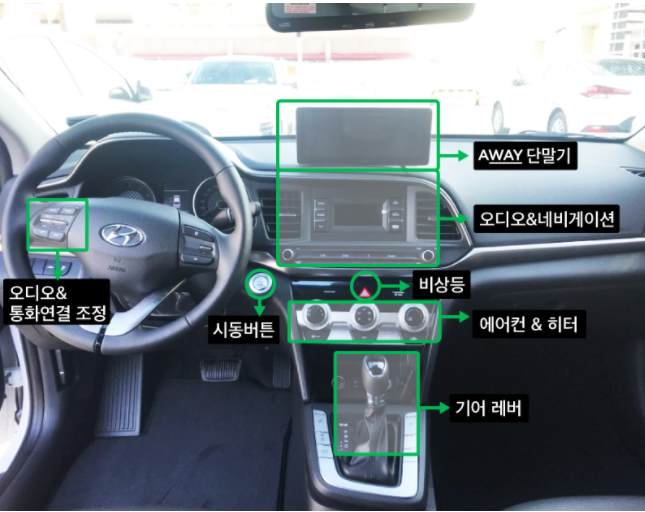 AWAY 단말기
오디오&네비게이션
비상등
오디오&
통화연결 조정
시동버튼
에어컨 & 히터
기어 레버